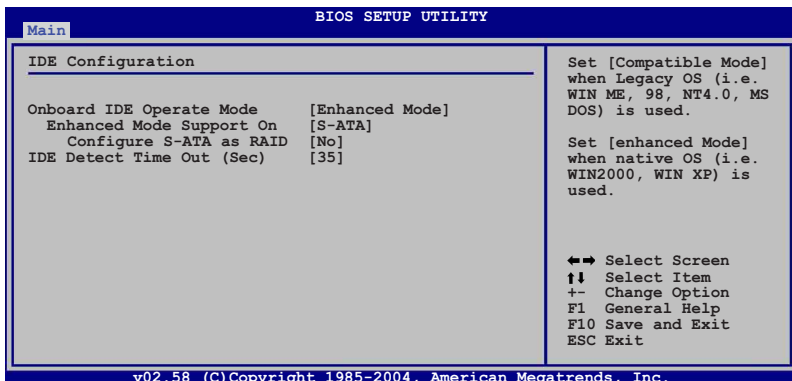 BIOS SETUP UTILITY
Main
IDE Configuration
Onboard IDE Operate Mode [Enhanced Mode]
Enhanced Mode Support On [S-ATA]
Configure S-ATA as RAID [No]
IDE Detect Time Out (Sec) [35]
Set [Compatible Mode]
when Legacy OS (i.e.
WIN ME, 98, NT4.0, MS
DOS) is used.
Set [enhanced Mode]
when native OS (i.e.
WIN2000, WIN XP) is
used.
←→ Select Screen
↑↓ Select Item
+- Change Option
F1 General Help
F10 Save and Exit
ESC Exit
v02.58 (C)Copyright 1985-2004, American Megatrends, Inc.